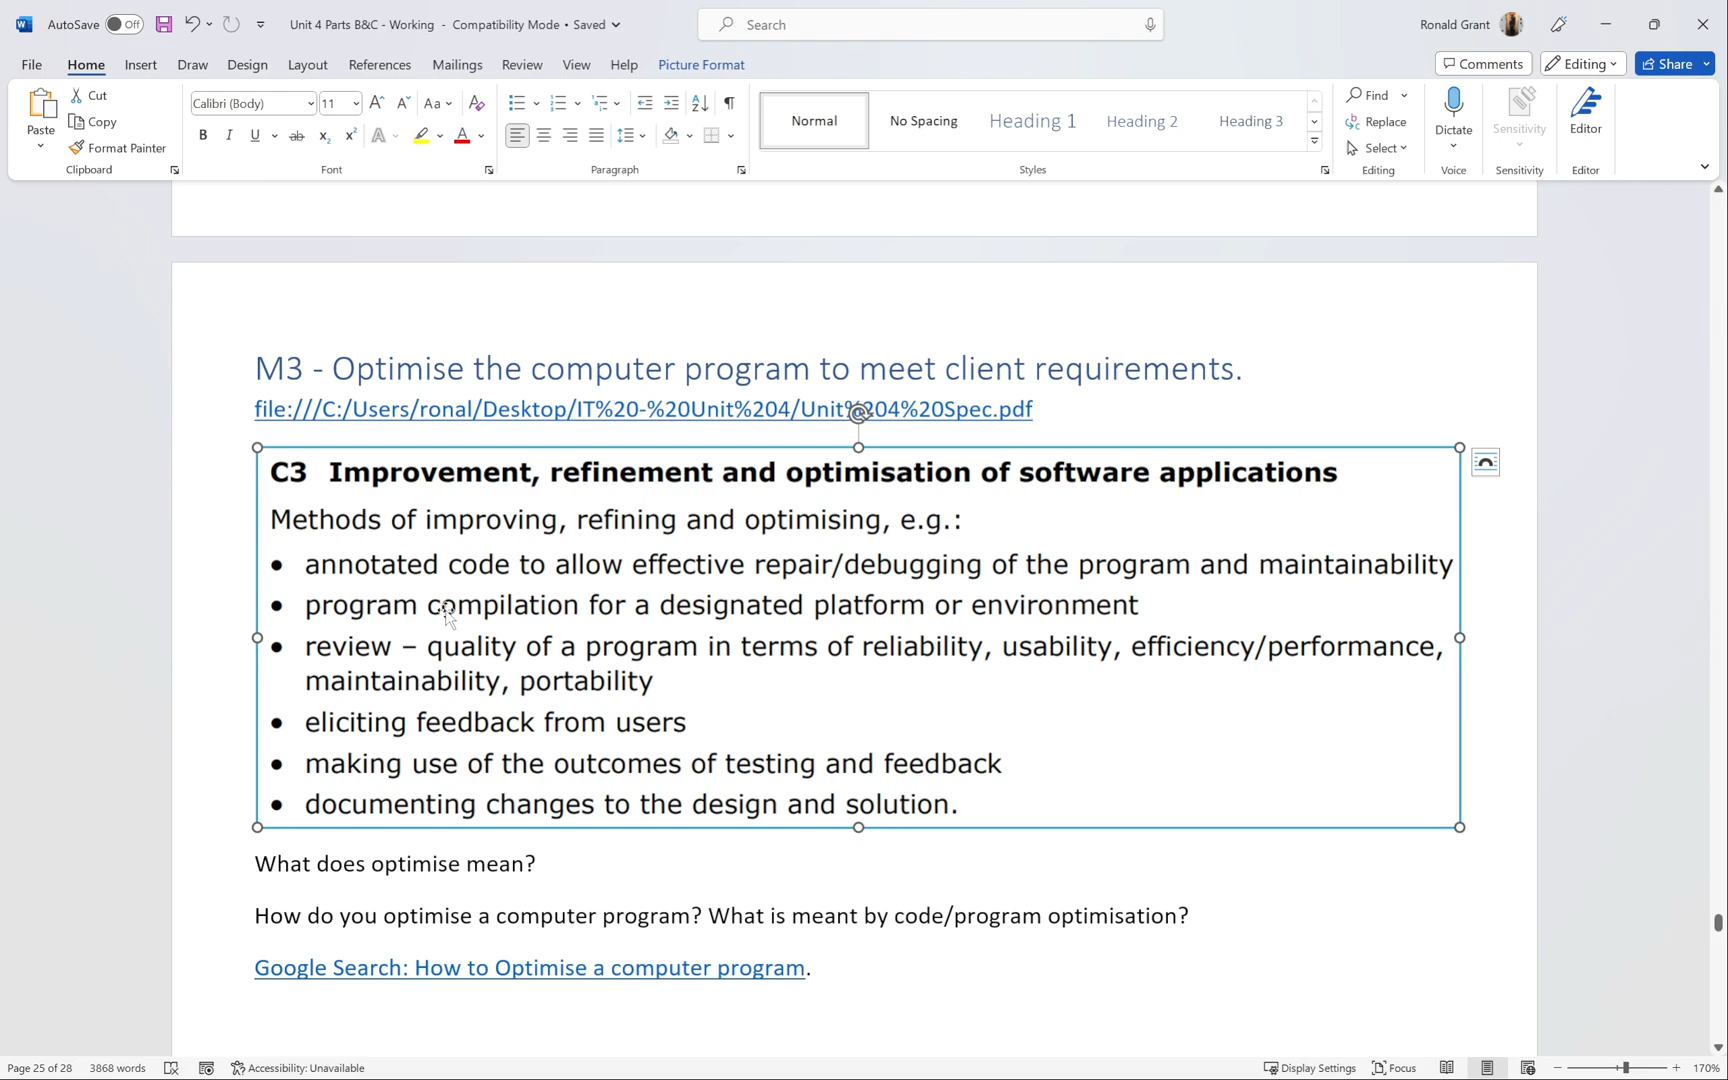 AutoSave Off Unit 4 Parts B&C - Working - Compatibility Mode • Saved Search Ronald Grant
File Home Insert Draw Design Layout References Mailings Review View Help Picture Format Comments Editing Share
Paste
Cut
Copy
Format Painter
Clipboard
Calibri (Body) 11
Font
Paragraph
Normal No Spacing Heading 1 Heading 2 Heading 3
Styles
Find
Replace
Select
Editing
Dictate
Voice
Sensitivity
Sensitivity
Editor
Editor
M3 - Optimise the computer program to meet client requirements.
file:///C:/Users/ronal/Desktop/IT%20-%20Unit%204/Unit%204%20Spec.pdf
C3 Improvement, refinement and optimisation of software applications
Methods of improving, refining and optimising, e.g.:
• annotated code to allow effective repair/debugging of the program and maintainability
• program compilation for a designated platform or environment
• review – quality of a program in terms of reliability, usability, efficiency/performance,
maintainability, portability
• eliciting feedback from users
• making use of the outcomes of testing and feedback
• documenting changes to the design and solution.
What does optimise mean?
How do you optimise a computer program? What is meant by code/program optimisation?
Google Search: How to Optimise a computer program.
Page 25 of 28 3868 words Accessibility: Unavailable Display Settings Focus 170%